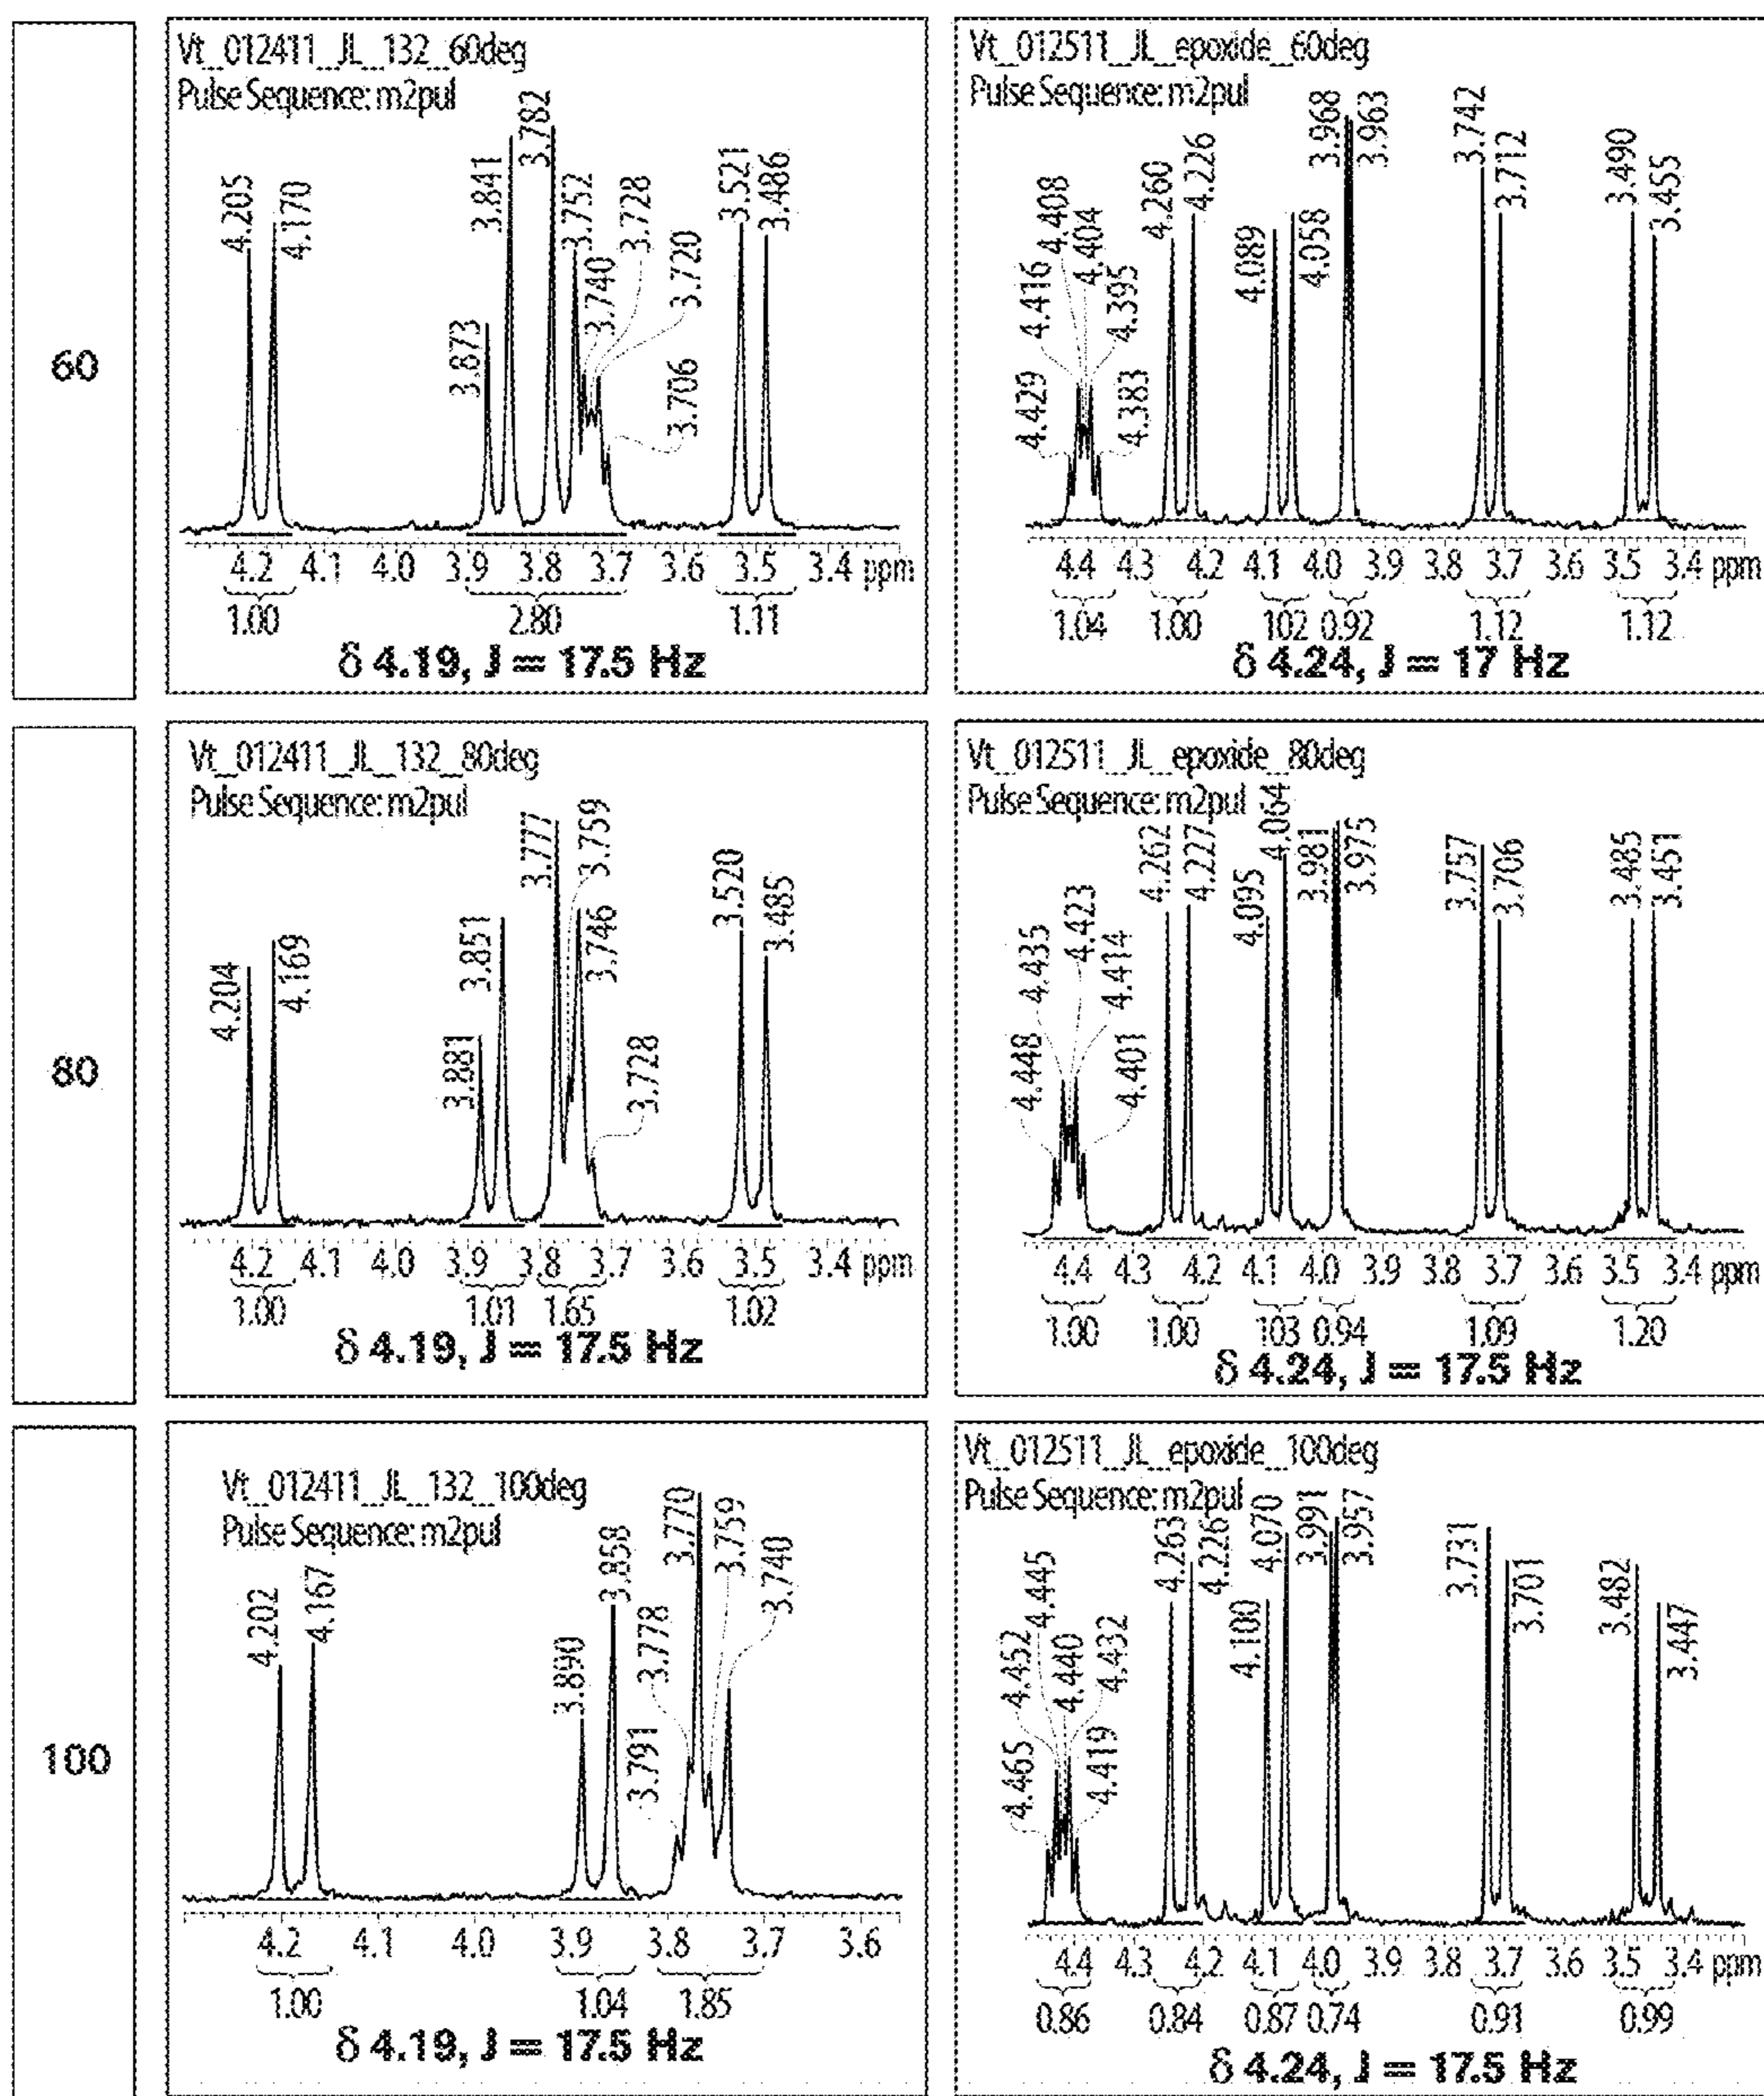 60
Vt_012411_JL_132_60deg
Pulse Sequence: m2pul
4.205
4.170
3.873
3.841
3.782
3.752
3.740
3.728
3.720
3.706
3.521
3.486
4.2 4.1 4.0 3.9 3.8 3.7 3.6 3.5 3.4 ppm
1.00 2.80 1.11
δ 4.19, J = 17.5 Hz
Vt_012511_JL_epoxide_60deg
Pulse Sequence: m2pul
4.429
4.416
4.408
4.404
4.395
4.383
4.260
4.226
4.089
4.058
3.968
3.963
3.742
3.712
3.490
3.455
4.4 4.3 4.2 4.1 4.0 3.9 3.8 3.7 3.6 3.5 3.4 ppm
1.04 1.00 102 0.92 1.12 1.12
δ 4.24, J = 17 Hz
80
Vt_012411_JL_132_80deg
Pulse Sequence: m2pul
4.204
4.169
3.881
3.851
3.777
3.759
3.746
3.728
3.520
3.485
4.2 4.1 4.0 3.9 3.8 3.7 3.6 3.5 3.4 ppm
1.00 1.01 1.65 1.02
δ 4.19, J = 17.5 Hz
Vt_012511_JL_epoxide_80deg
Pulse Sequence: m2pul
4.448
4.435
4.423
4.414
4.401
4.262
4.227
4.095
4.064
3.981
3.975
3.757
3.706
3.485
3.451
4.4 4.3 4.2 4.1 4.0 3.9 3.8 3.7 3.6 3.5 3.4 ppm
1.00 1.00 103 0.94 1.09 1.20
δ 4.24, J = 17.5 Hz
100
Vt_012411_JL_132_100deg
Pulse Sequence: m2pul
4.202
4.167
3.890
3.858
3.791
3.778
3.770
3.759
3.740
4.2 4.1 4.0 3.9 3.8 3.7 3.6
1.00 1.04 1.85
δ 4.19, J = 17.5 Hz
Vt_012511_JL_epoxide_100deg
Pulse Sequence: m2pul
4.465
4.452
4.445
4.440
4.432
4.419
4.263
4.226
4.100
4.070
3.991
3.957
3.731
3.701
3.482
3.447
4.4 4.3 4.2 4.1 4.0 3.9 3.8 3.7 3.6 3.5 3.4 ppm
0.86 0.84 0.87 0.74 0.91 0.99
δ 4.24, J = 17.5 Hz